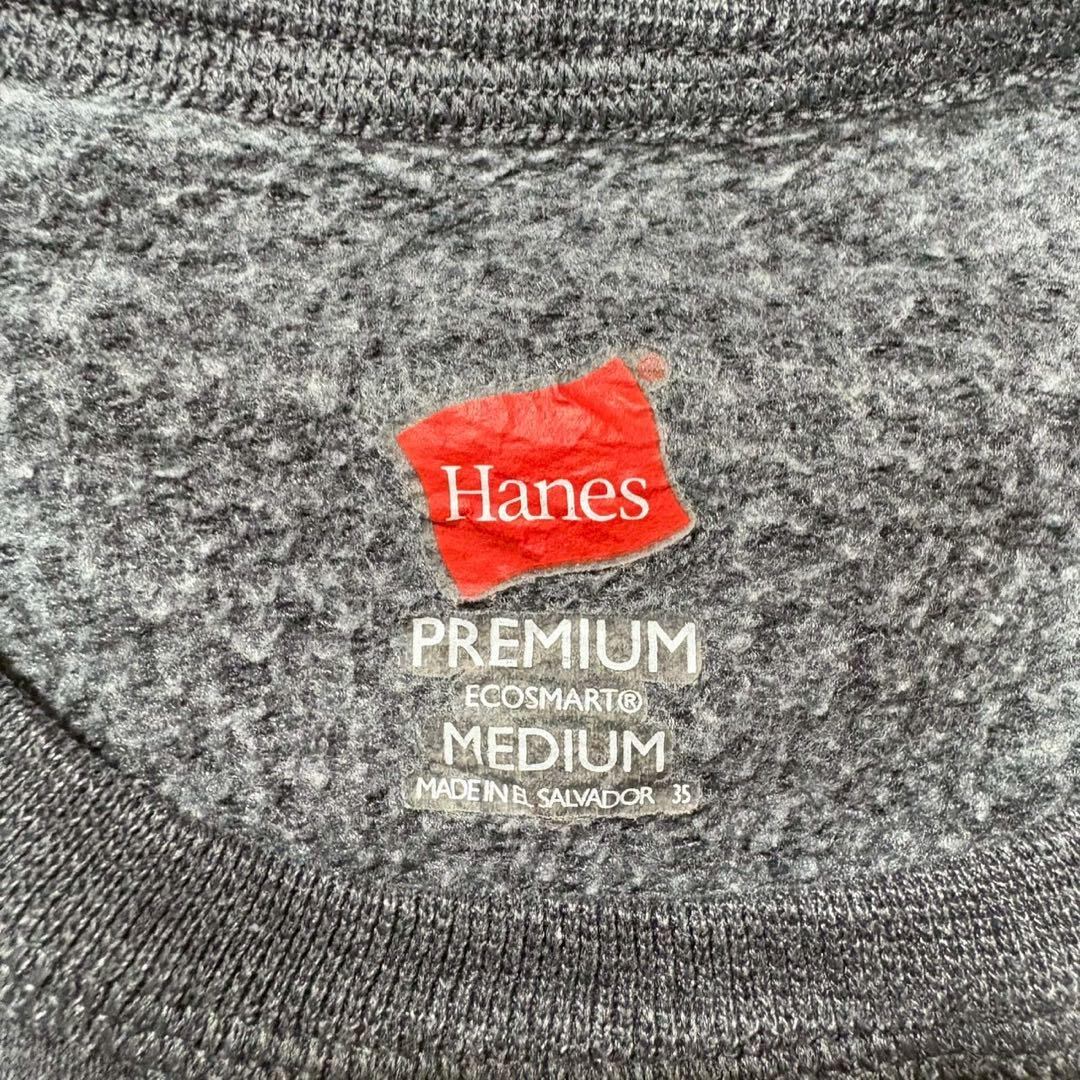 Hanes
PREMIUM
ECOSMART®
MEDIUM
MADE IN EL SALVADOR 35